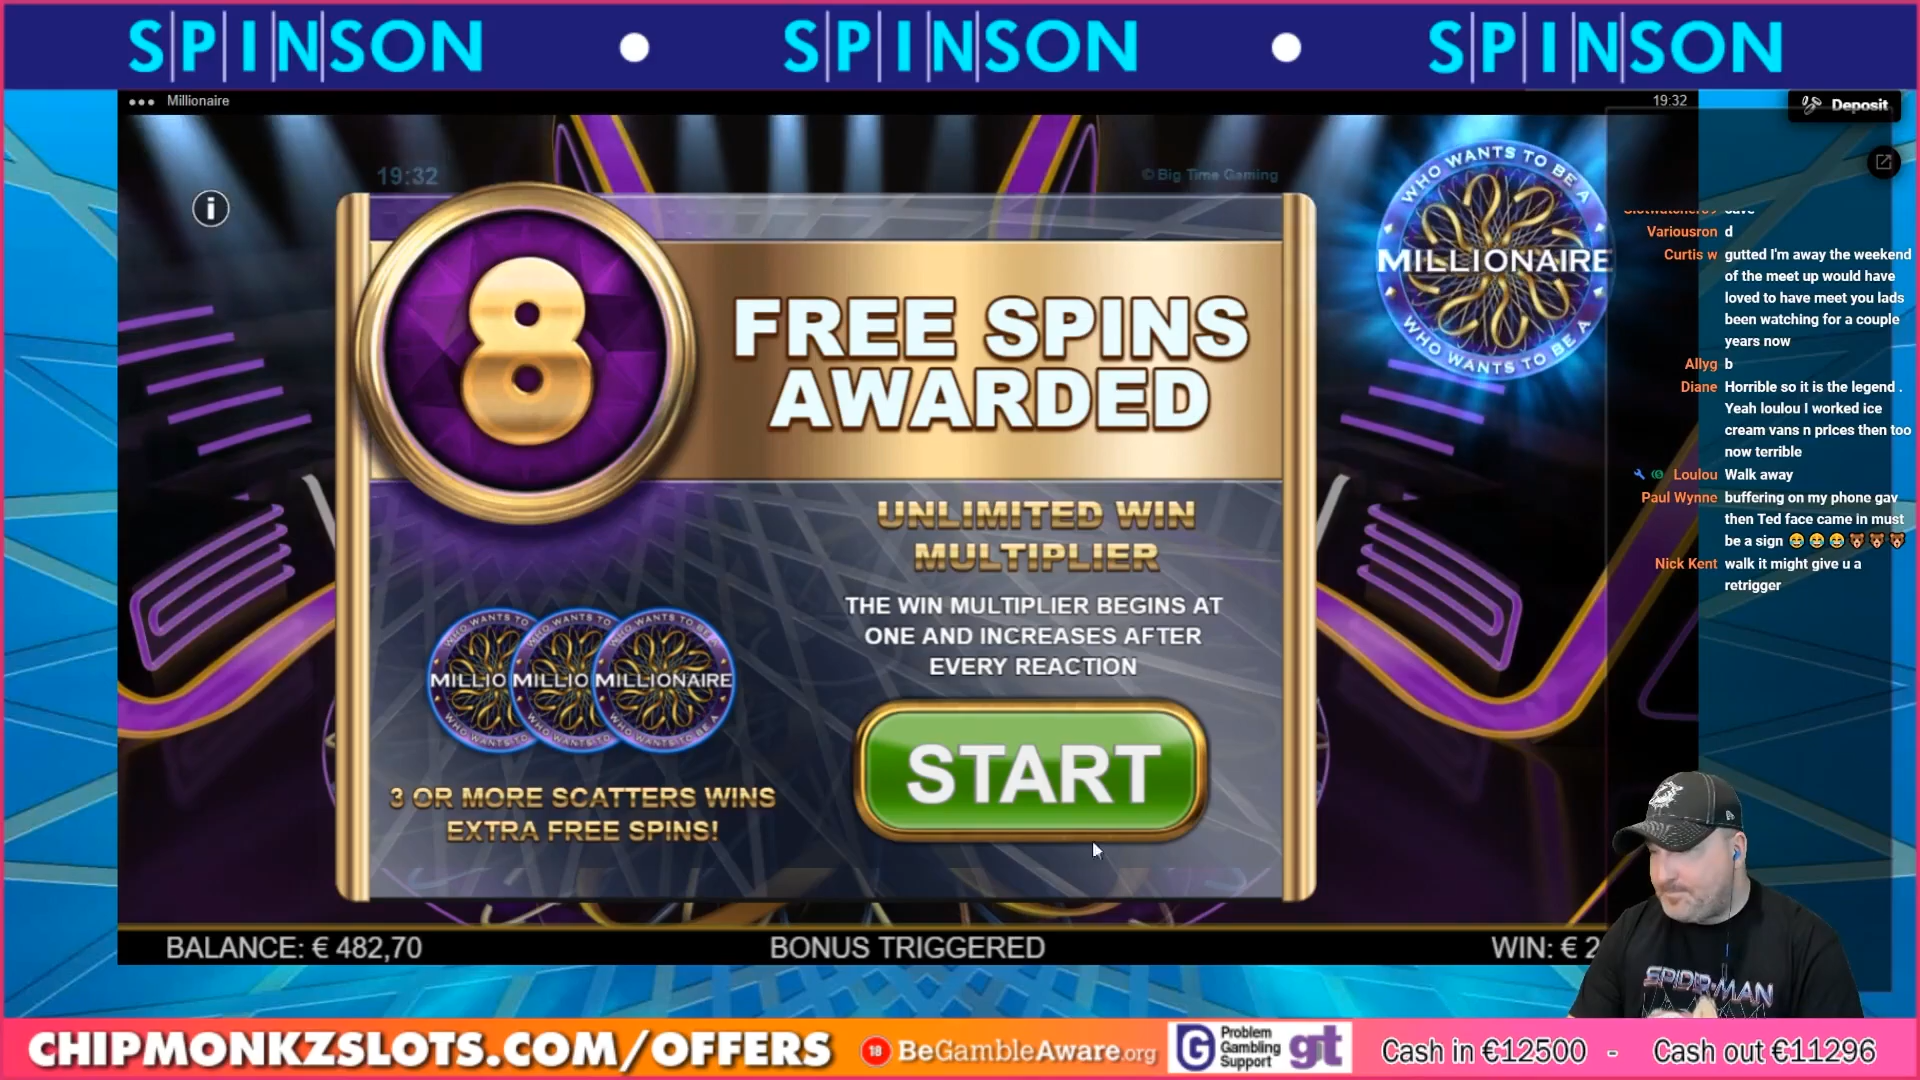 SPINSON • SPINSON • SPINSON
Millionaire
19:32
Deposit
19:32
© Big Time Gaming
i
8
FREE SPINS
AWARDED
WHO WANTS TO BE A
MILLIONAIRE
WHO WANTS TO BE A
UNLIMITED WIN
MULTIPLIER
THE WIN MULTIPLIER BEGINS AT
ONE AND INCREASES AFTER
EVERY REACTION
MILLIO MILLIO MILLIONAIRE
START
3 OR MORE SCATTERS WINS
EXTRA FREE SPINS!
BALANCE: € 482,70
BONUS TRIGGERED
WIN: € 2
Variousron d
Curtis w gutted I'm away the weekend
of the meet up would have
loved to have meet you lads
been watching for a couple
years now
Allyg b
Diane Horrible so it is the legend .
Yeah loulou I worked ice
cream vans n prices then too
now terrible
Loulou Walk away
Paul Wynne buffering on my phone gav
then Ted face came in must
be a sign 😂 😂 😂 🐻 🐻 🐻
Nick Kent walk it might give u a
retrigger
SPIDER-MAN
CHIPMONKZSLOTS.COM/OFFERS
18 BeGambleAware.org
G Problem
Gambling
Support
gt
Cash in €12500 - Cash out €11296